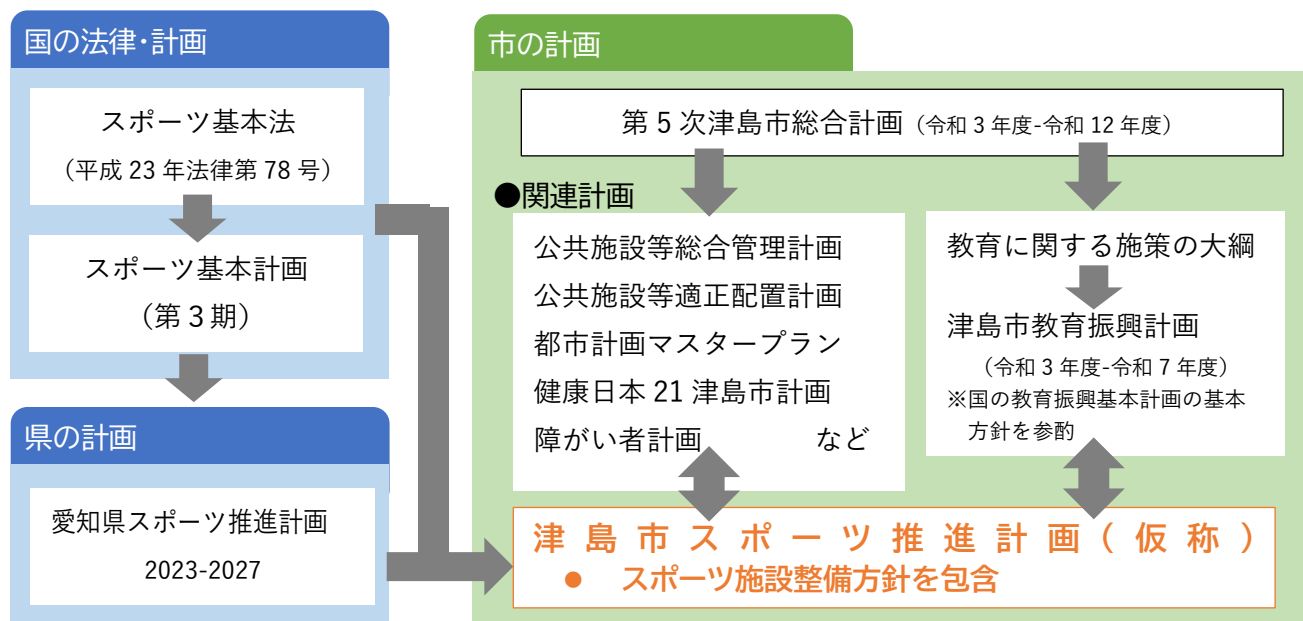 国の法律・計画
スポーツ基本法
（平成 23 年法律第 78 号）
スポーツ基本計画
（第３期）
県の計画
愛知県スポーツ推進計画
2023-2027
市の計画
第 5 次津島市総合計画（令和 3 年度-令和 12 年度）
●関連計画
公共施設等総合管理計画
公共施設等適正配置計画
都市計画マスタープラン
健康日本 21 津島市計画
障がい者計画　　　　など
教育に関する施策の大綱
津島市教育振興計画
（令和 3 年度-令和 7 年度）
※国の教育振興基本計画の基本
方針を参酌
津島市スポーツ推進計画（仮称）
● スポーツ施設整備方針を包含